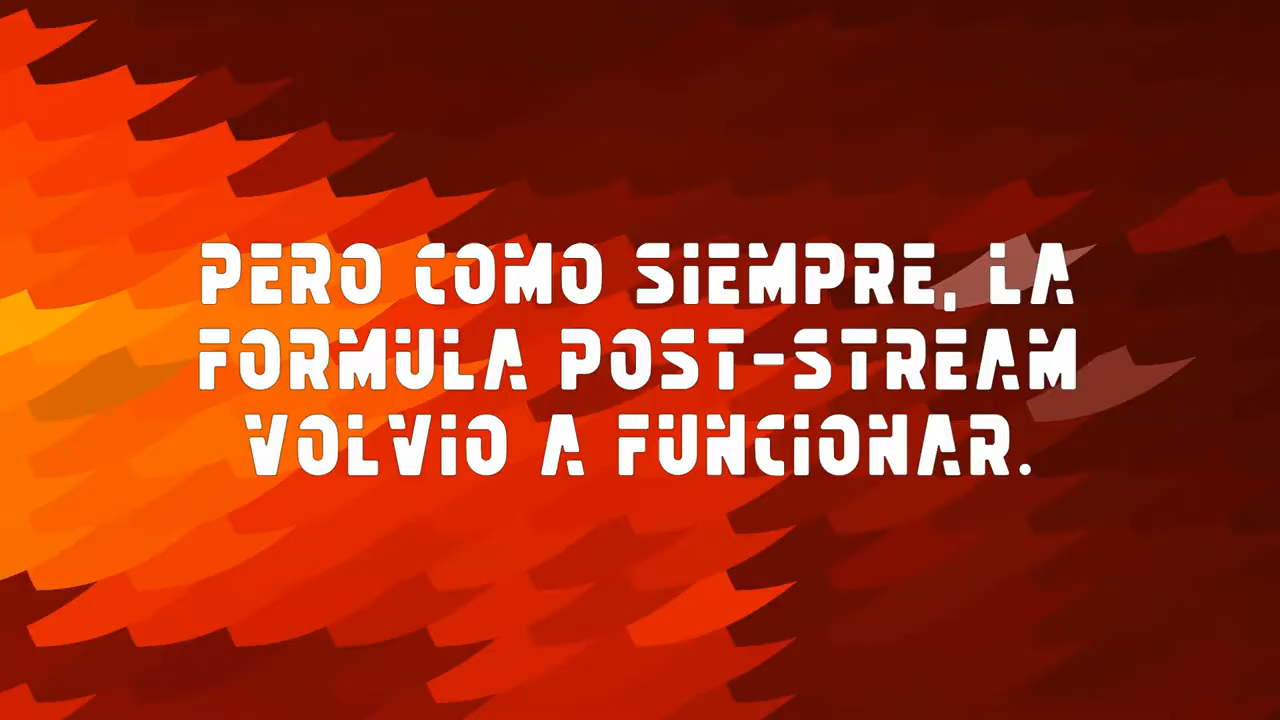 PERO COMO SIEMPRE, LA
FORMULA POST-STREAM
VOLVIO A FUNCIONAR.